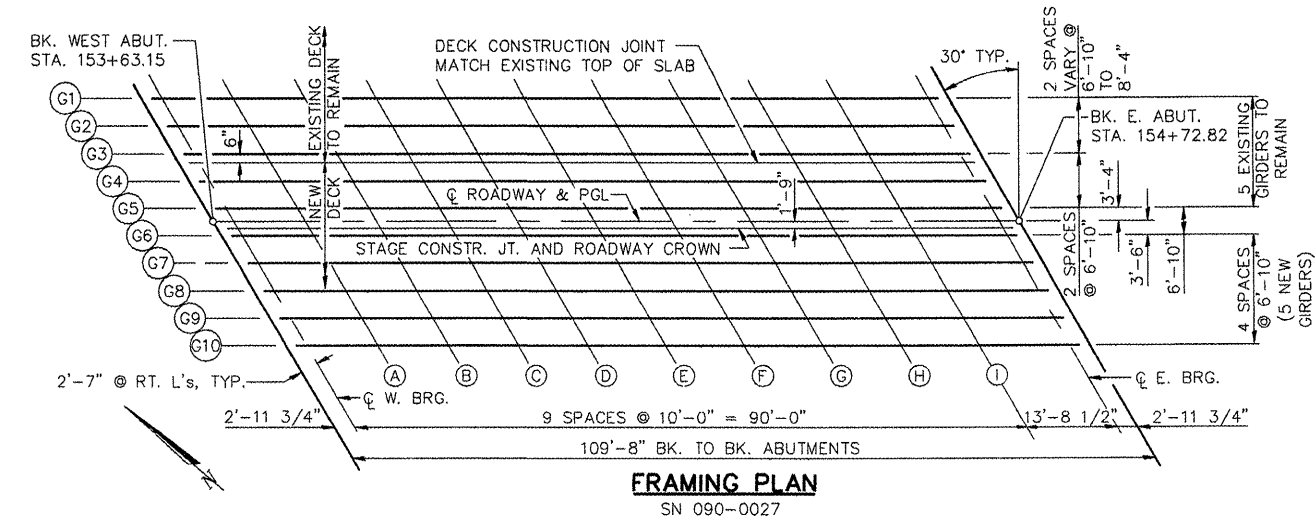 BK. WEST ABUT.
STA. 153+63.15
EXISTING DECK
TO REMAIN
NEW
DECK
DECK CONSTRUCTION JOINT
MATCH EXISTING TOP OF SLAB
30° TYP.
2 SPACES
VARY @
6'-10"
TO
8'-4"
BK. E. ABUT.
STA. 154+72.82
5 EXISTING
GIRDERS TO
REMAIN
G1
G2
G3
G4
G5
G6
G7
G8
G9
G10
6"
℄ ROADWAY & PGL
1'-9"
STAGE CONSTR. JT. AND ROADWAY CROWN
3'-4"
2 SPACES
@ 6'-10"
3'-6"
6'-10"
4 SPACES
@ 6'-10"
(5 NEW
GIRDERS)
2'-7" @ RT. L's, TYP.
A
B
C
D
E
F
G
H
I
℄ W. BRG.
℄ E. BRG.
2'-11 3/4"
9 SPACES @ 10'-0" = 90'-0"
13'-8 1/2"
2'-11 3/4"
109'-8" BK. TO BK. ABUTMENTS
N
FRAMING PLAN
SN 090-0027